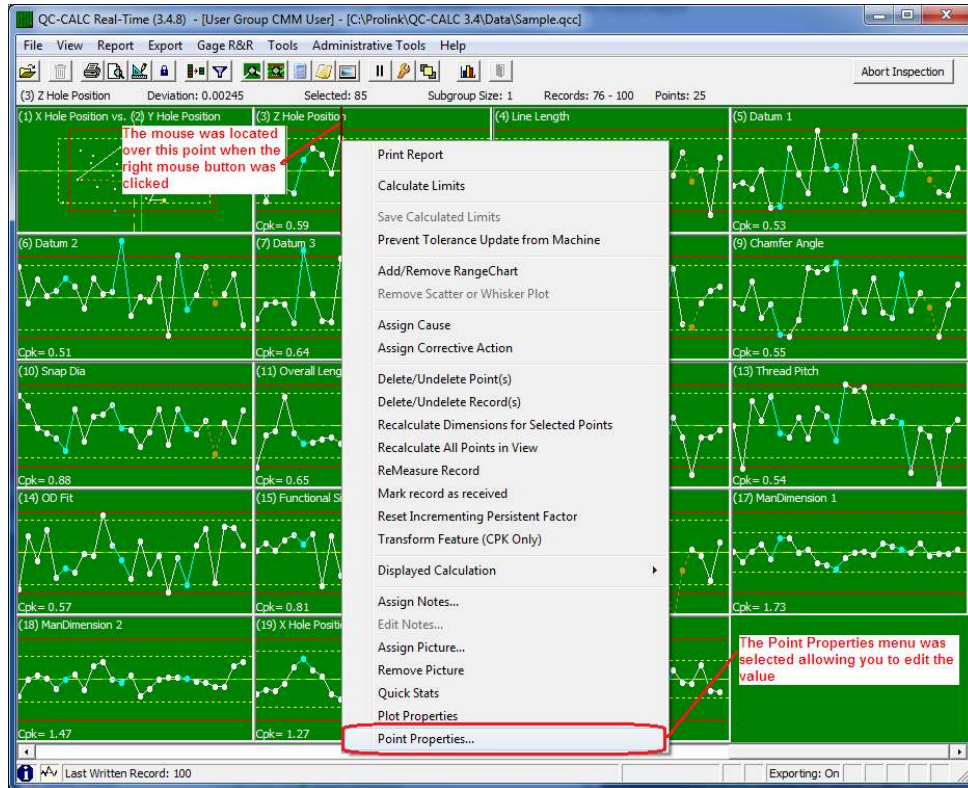 QC-CALC Real-Time (3.4.8) - [User Group CMM User] - [C:\Prolink\QC-CALC 3.4\Data\Sample.qcc]
File View Report Export Gage R&R Tools Administrative Tools Help
Abort Inspection
(3) Z Hole Position Deviation: 0.00245 Selected: 85 Subgroup Size: 1 Records: 76 - 100 Points: 25
(1) X Hole Position vs. (2) Y Hole Position
The mouse was located
over this point when the
right mouse button was
clicked
(3) Z Hole Position
Cpk= 0.59
(4) Line Length
(5) Datum 1
Cpk= 0.53
(6) Datum 2
Cpk= 0.51
(7) Datum 3
Cpk= 0.64
(9) Chamfer Angle
Cpk= 0.55
(10) Snap Dia
Cpk= 0.88
(11) Overall Leng
Cpk= 0.65
(13) Thread Pitch
Cpk= 0.54
(14) OD Fit
Cpk= 0.57
(15) Functional Si
Cpk= 0.81
(17) ManDimension 1
Cpk= 1.73
(18) ManDimension 2
Cpk= 1.47
(19) X Hole Positi
Cpk= 1.27
Print Report
Calculate Limits
Save Calculated Limits
Prevent Tolerance Update from Machine
Add/Remove RangeChart
Remove Scatter or Whisker Plot
Assign Cause
Assign Corrective Action
Delete/Undelete Point(s)
Delete/Undelete Record(s)
Recalculate Dimensions for Selected Points
Recalculate All Points in View
ReMeasure Record
Mark record as received
Reset Incrementing Persistent Factor
Transform Feature (CPK Only)
Displayed Calculation
Assign Notes...
Edit Notes...
Assign Picture...
Remove Picture
Quick Stats
Plot Properties
Point Properties...
The Point Properties menu was
selected allowing you to edit the
value
Last Written Record: 100
Exporting: On